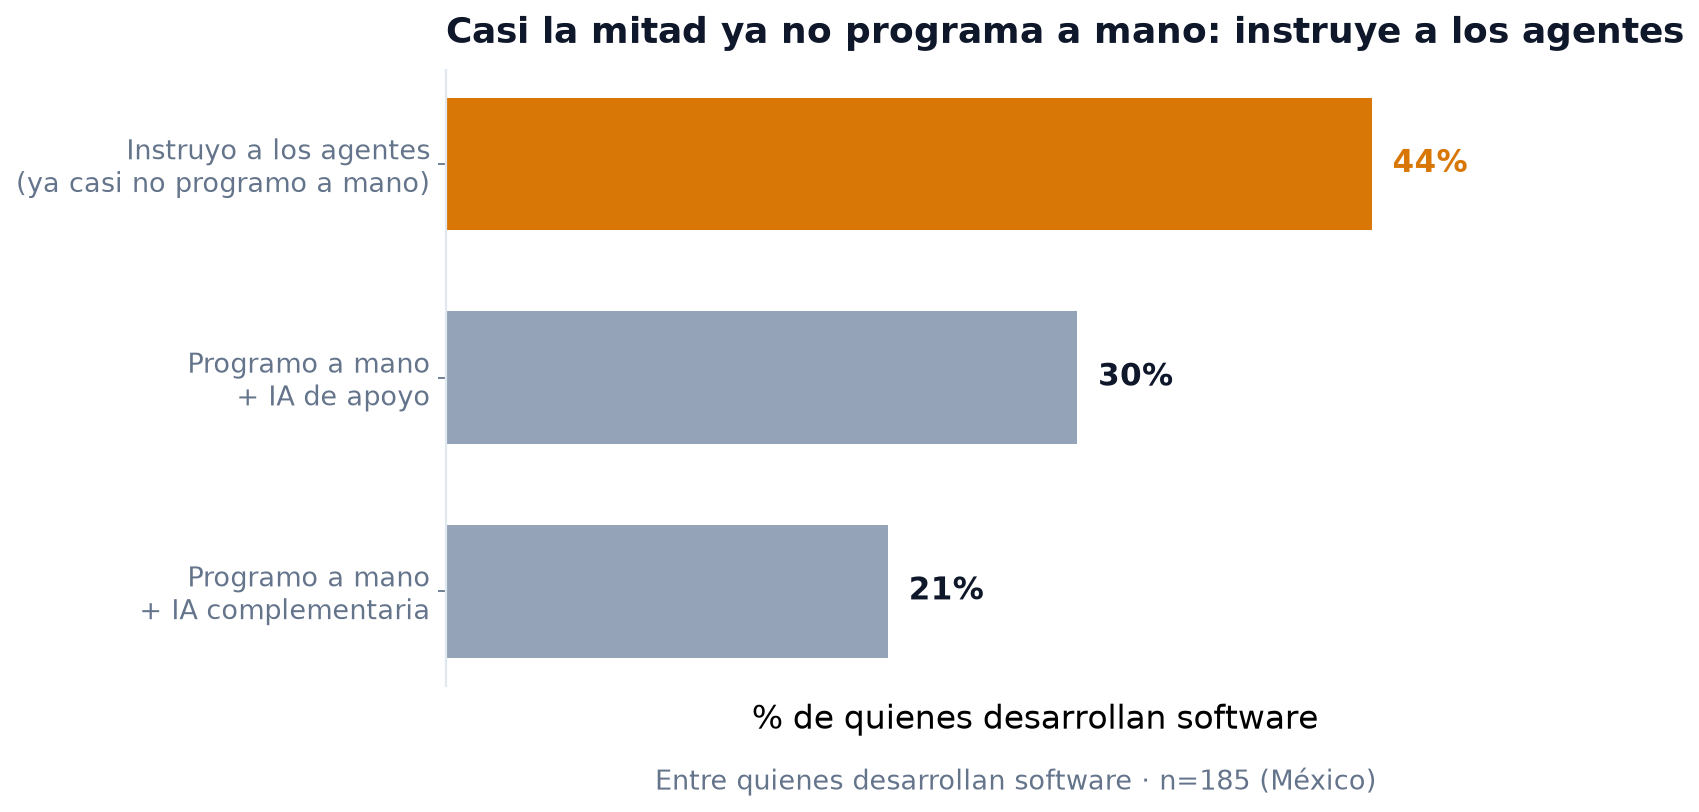 Casi la mitad ya no programa a mano: instruye a los agentes
Instruyo a los agentes
(ya casi no programo a mano)
44%
Programo a mano
+ IA de apoyo
30%
Programo a mano
+ IA complementaria
21%
% de quienes desarrollan software
Entre quienes desarrollan software · n=185 (México)